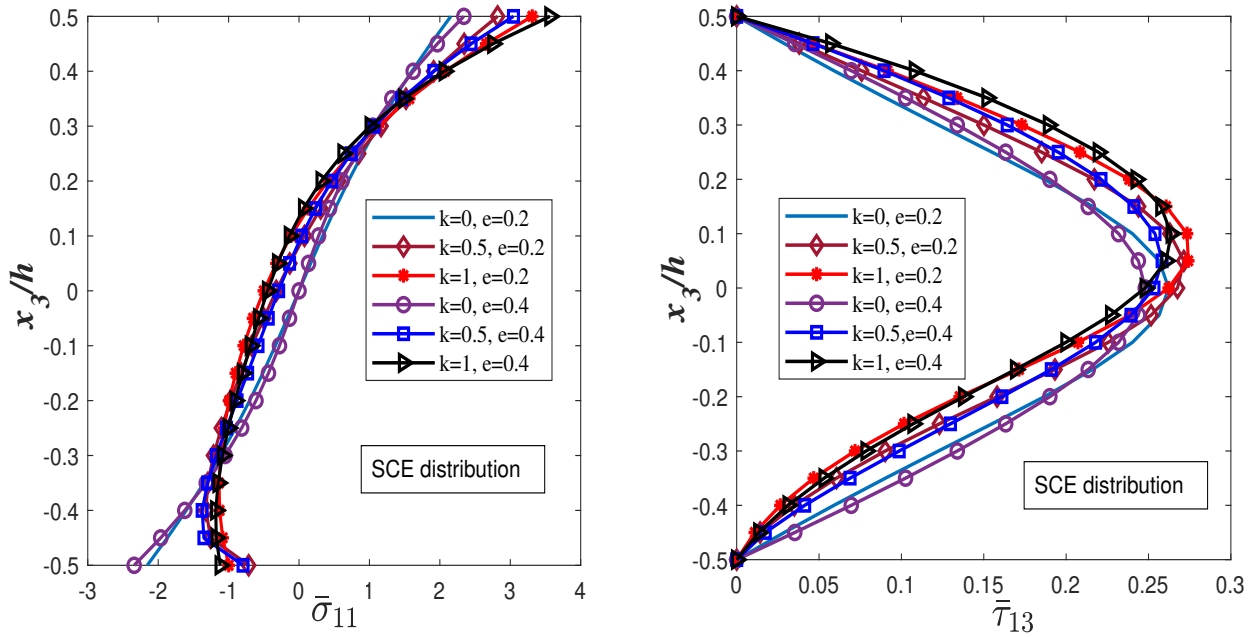 0.5
0.4
0.3
0.2
0.1
0
-0.1
-0.2
-0.3
-0.4
-0.5
x3/h
k=0, e=0.2
k=0.5, e=0.2
k=1, e=0.2
k=0, e=0.4
k=0.5, e=0.4
k=1, e=0.4
SCE distribution
-3 -2 -1 0 1 2 3 4
σ̄11
0.5
0.4
0.3
0.2
0.1
0
-0.1
-0.2
-0.3
-0.4
-0.5
x3/h
k=0, e=0.2
k=0.5, e=0.2
k=1, e=0.2
k=0, e=0.4
k=0.5,e=0.4
k=1, e=0.4
SCE distribution
0 0.05 0.1 0.15 0.2 0.25 0.3
τ̄13